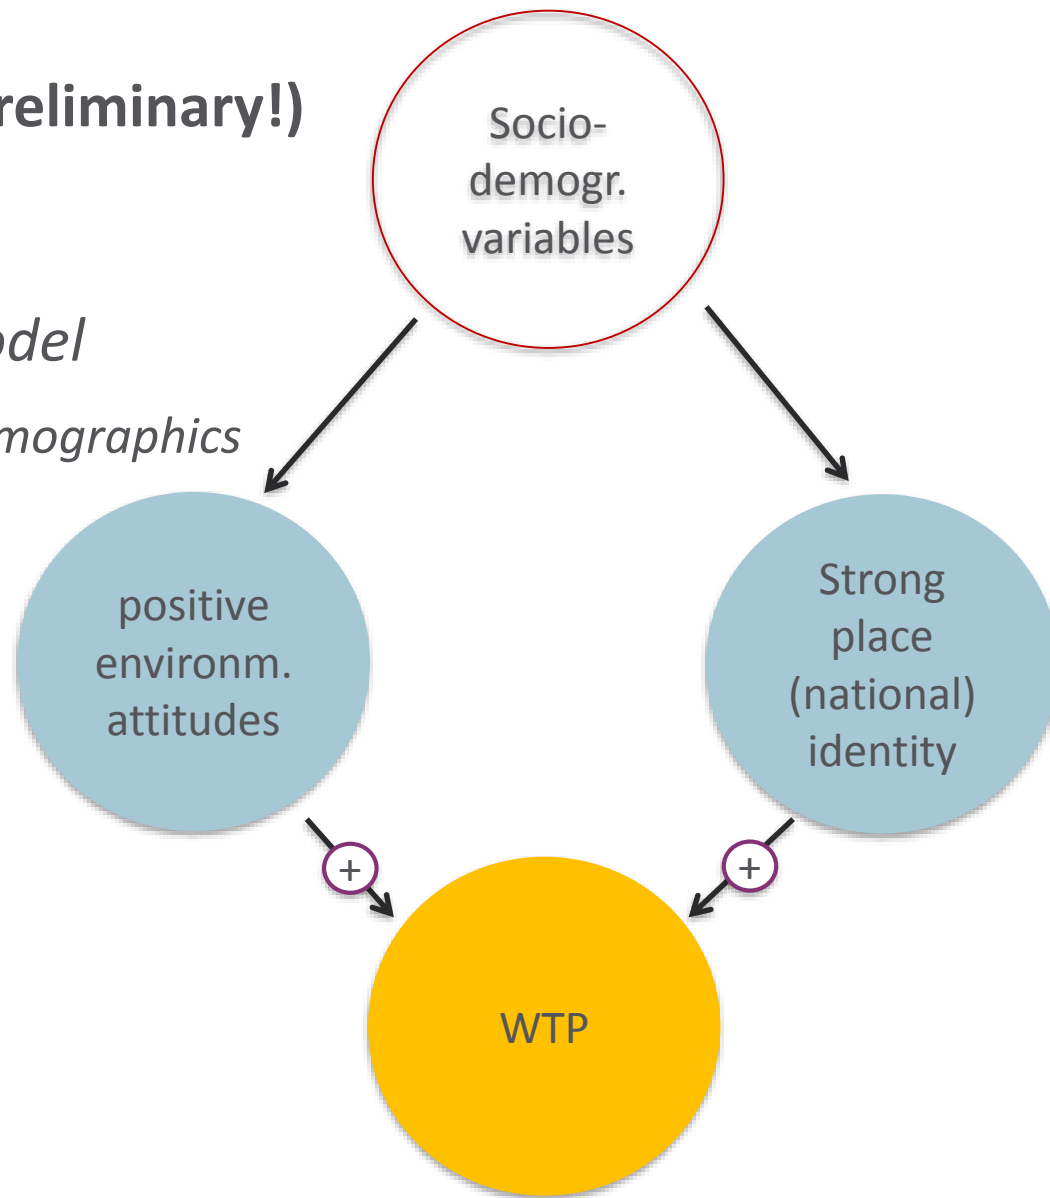 reliminary!)
Socio-
demogr.
variables
odel
mographics
positive
environm.
attitudes
Strong
place
(national)
identity
+
+
WTP